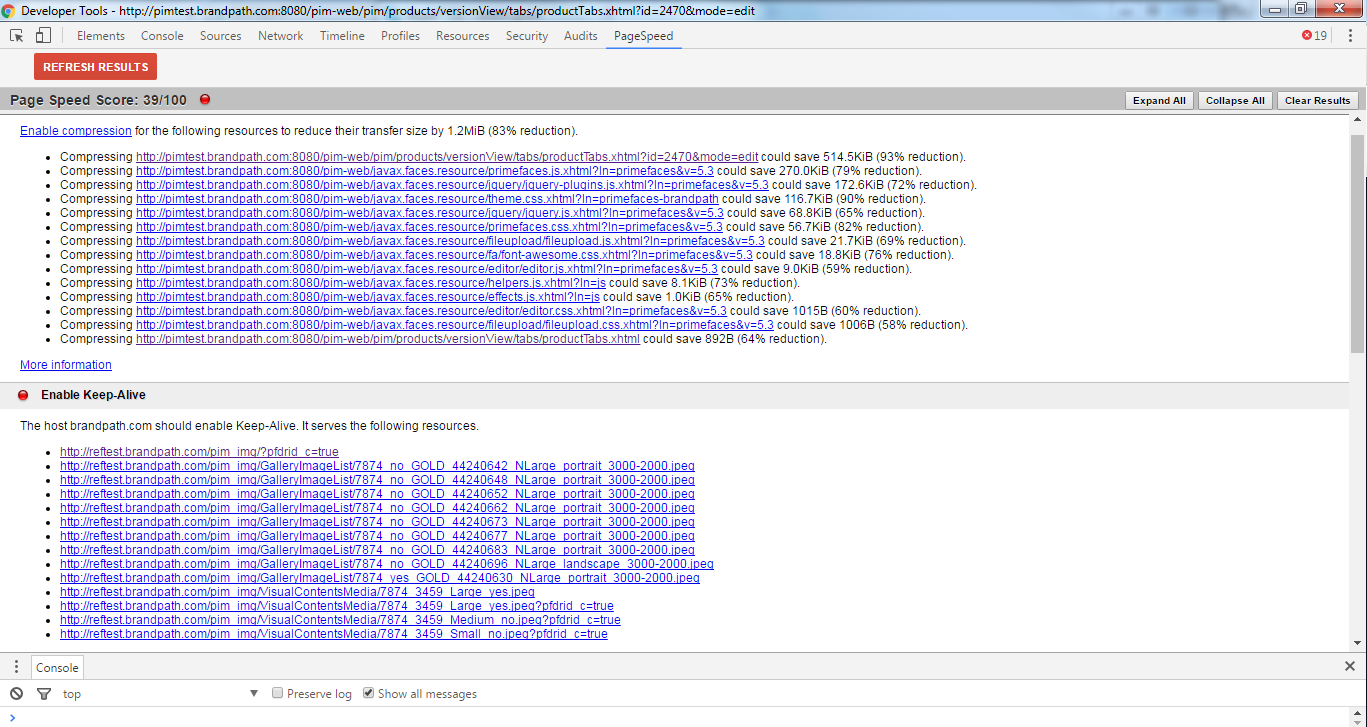 Developer Tools - http://pimtest.brandpath.com:8080/pim-web/pim/products/versionView/tabs/productTabs.xhtml?id=2470&mode=edit
Elements Console Sources Network Timeline Profiles Resources Security Audits PageSpeed 19
REFRESH RESULTS
Page Speed Score: 39/100 Expand All Collapse All Clear Results
Enable compression for the following resources to reduce their transfer size by 1.2MiB (83% reduction).
• Compressing http://pimtest.brandpath.com:8080/pim-web/pim/products/versionView/tabs/productTabs.xhtml?id=2470&mode=edit could save 514.5KiB (93% reduction).
• Compressing http://pimtest.brandpath.com:8080/pim-web/javax.faces.resource/primefaces.js.xhtml?ln=primefaces&v=5.3 could save 270.0KiB (79% reduction).
• Compressing http://pimtest.brandpath.com:8080/pim-web/javax.faces.resource/jquery/jquery-plugins.js.xhtml?ln=primefaces&v=5.3 could save 172.6KiB (72% reduction).
• Compressing http://pimtest.brandpath.com:8080/pim-web/javax.faces.resource/theme.css.xhtml?ln=primefaces-brandpath could save 116.7KiB (90% reduction).
• Compressing http://pimtest.brandpath.com:8080/pim-web/javax.faces.resource/jquery/jquery.js.xhtml?ln=primefaces&v=5.3 could save 68.8KiB (65% reduction).
• Compressing http://pimtest.brandpath.com:8080/pim-web/javax.faces.resource/primefaces.css.xhtml?ln=primefaces&v=5.3 could save 56.7KiB (82% reduction).
• Compressing http://pimtest.brandpath.com:8080/pim-web/javax.faces.resource/fileupload/fileupload.js.xhtml?ln=primefaces&v=5.3 could save 21.7KiB (69% reduction).
• Compressing http://pimtest.brandpath.com:8080/pim-web/javax.faces.resource/fa/font-awesome.css.xhtml?ln=primefaces&v=5.3 could save 18.8KiB (76% reduction).
• Compressing http://pimtest.brandpath.com:8080/pim-web/javax.faces.resource/editor/editor.js.xhtml?ln=primefaces&v=5.3 could save 9.0KiB (59% reduction).
• Compressing http://pimtest.brandpath.com:8080/pim-web/javax.faces.resource/helpers.js.xhtml?ln=js could save 8.1KiB (73% reduction).
• Compressing http://pimtest.brandpath.com:8080/pim-web/javax.faces.resource/effects.js.xhtml?ln=js could save 1.0KiB (65% reduction).
• Compressing http://pimtest.brandpath.com:8080/pim-web/javax.faces.resource/editor/editor.css.xhtml?ln=primefaces&v=5.3 could save 1015B (60% reduction).
• Compressing http://pimtest.brandpath.com:8080/pim-web/javax.faces.resource/fileupload/fileupload.css.xhtml?ln=primefaces&v=5.3 could save 1006B (58% reduction).
• Compressing http://pimtest.brandpath.com:8080/pim-web/pim/products/versionView/tabs/productTabs.xhtml could save 892B (64% reduction).
More information
Enable Keep-Alive
The host brandpath.com should enable Keep-Alive. It serves the following resources.
• http://reftest.brandpath.com/pim_img/?pfdrid_c=true
• http://reftest.brandpath.com/pim_img/GalleryImageList/7874_no_GOLD_44240642_NLarge_portrait_3000-2000.jpeg
• http://reftest.brandpath.com/pim_img/GalleryImageList/7874_no_GOLD_44240648_NLarge_portrait_3000-2000.jpeg
• http://reftest.brandpath.com/pim_img/GalleryImageList/7874_no_GOLD_44240652_NLarge_portrait_3000-2000.jpeg
• http://reftest.brandpath.com/pim_img/GalleryImageList/7874_no_GOLD_44240662_NLarge_portrait_3000-2000.jpeg
• http://reftest.brandpath.com/pim_img/GalleryImageList/7874_no_GOLD_44240673_NLarge_portrait_3000-2000.jpeg
• http://reftest.brandpath.com/pim_img/GalleryImageList/7874_no_GOLD_44240677_NLarge_portrait_3000-2000.jpeg
• http://reftest.brandpath.com/pim_img/GalleryImageList/7874_no_GOLD_44240683_NLarge_portrait_3000-2000.jpeg
• http://reftest.brandpath.com/pim_img/GalleryImageList/7874_no_GOLD_44240696_NLarge_landscape_3000-2000.jpeg
• http://reftest.brandpath.com/pim_img/GalleryImageList/7874_yes_GOLD_44240630_NLarge_portrait_3000-2000.jpeg
• http://reftest.brandpath.com/pim_img/VisualContentsMedia/7874_3459_Large_yes.jpeg
• http://reftest.brandpath.com/pim_img/VisualContentsMedia/7874_3459_Large_yes.jpeg?pfdrid_c=true
• http://reftest.brandpath.com/pim_img/VisualContentsMedia/7874_3459_Medium_no.jpeg?pfdrid_c=true
• http://reftest.brandpath.com/pim_img/VisualContentsMedia/7874_3459_Small_no.jpeg?pfdrid_c=true
Console
top Preserve log Show all messages